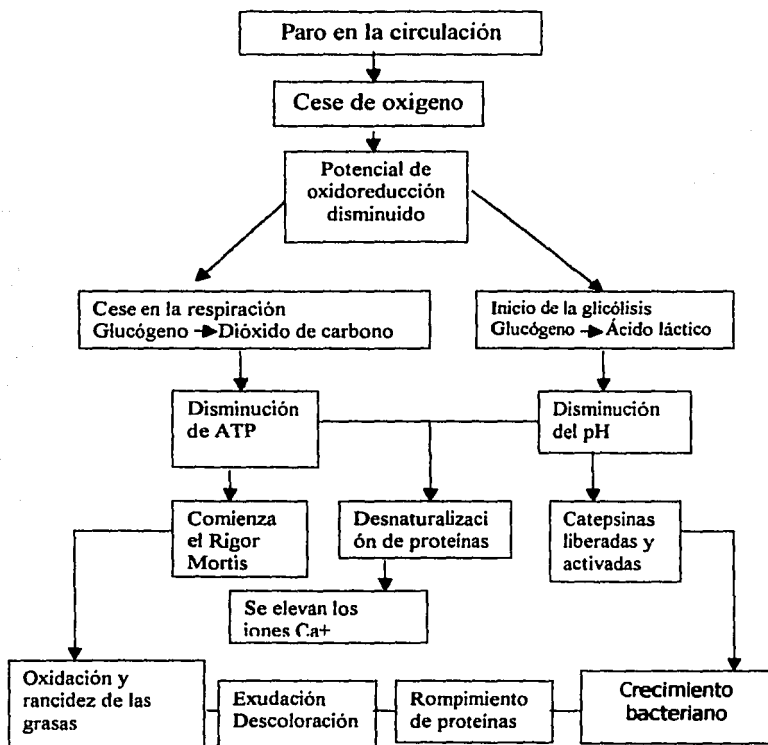 Paro en la circulación
Cese de oxigeno
Potencial de
oxidoreducción
disminuido
Cese en la respiración
Glucógeno → Dióxido de carbono
Inicio de la glicólisis
Glucógeno → Ácido láctico
Disminución
de ATP
Disminución
del pH
Comienza
el Rigor
Mortis
Desnaturalizaci
ón de proteínas
Catepsinas
liberadas y
activadas
Se elevan los
iones Ca+
Oxidación y
rancidez de las
grasas
Exudación
Descoloración
Rompimiento
de proteínas
Crecimiento
bacteriano